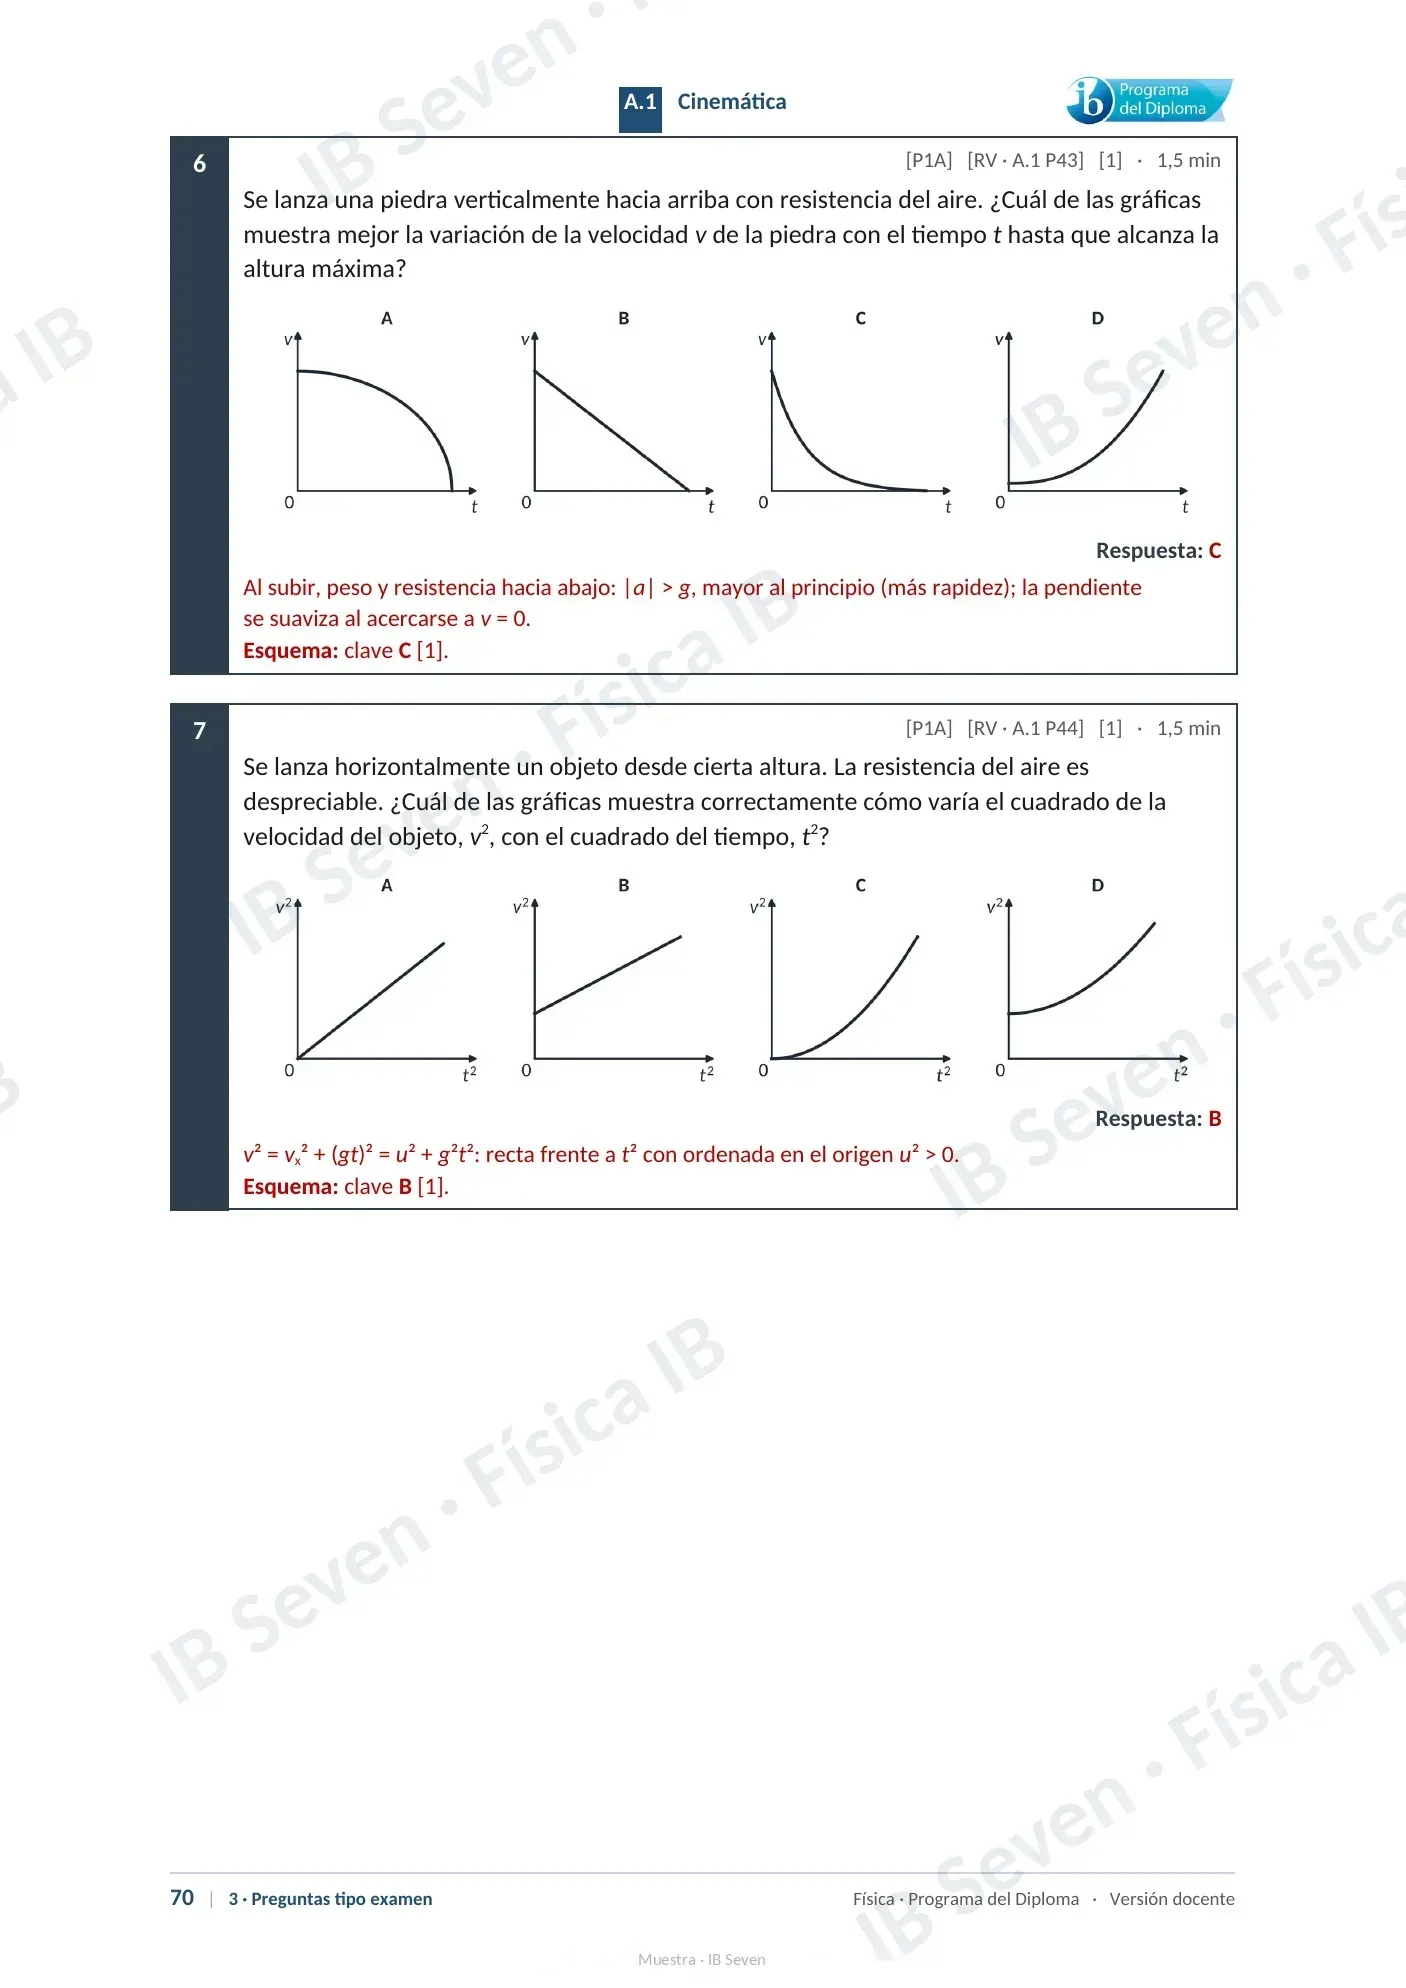 A.1 Cinemática
ib Programa
del Diploma
6
[P1A] [RV · A.1 P43] [1] · 1,5 min
Se lanza una piedra verticalmente hacia arriba con resistencia del aire. ¿Cuál de las gráficas
muestra mejor la variación de la velocidad v de la piedra con el tiempo t hasta que alcanza la
altura máxima?
A B C D
v v v v
0 t 0 t 0 t 0 t
Respuesta: C
Al subir, peso y resistencia hacia abajo: |a| > g, mayor al principio (más rapidez); la pendiente
se suaviza al acercarse a v = 0.
Esquema: clave C [1].
7
[P1A] [RV · A.1 P44] [1] · 1,5 min
Se lanza horizontalmente un objeto desde cierta altura. La resistencia del aire es
despreciable. ¿Cuál de las gráficas muestra correctamente cómo varía el cuadrado de la
velocidad del objeto, v², con el cuadrado del tiempo, t²?
A B C D
v² v² v² v²
0 t² 0 t² 0 t² 0 t²
Respuesta: B
v² = vₓ² + (gt)² = u² + g²t²: recta frente a t² con ordenada en el origen u² > 0.
Esquema: clave B [1].
70 | 3 · Preguntas tipo examen
Física · Programa del Diploma · Versión docente
Muestra · IB Seven
IB Seven · Física IB